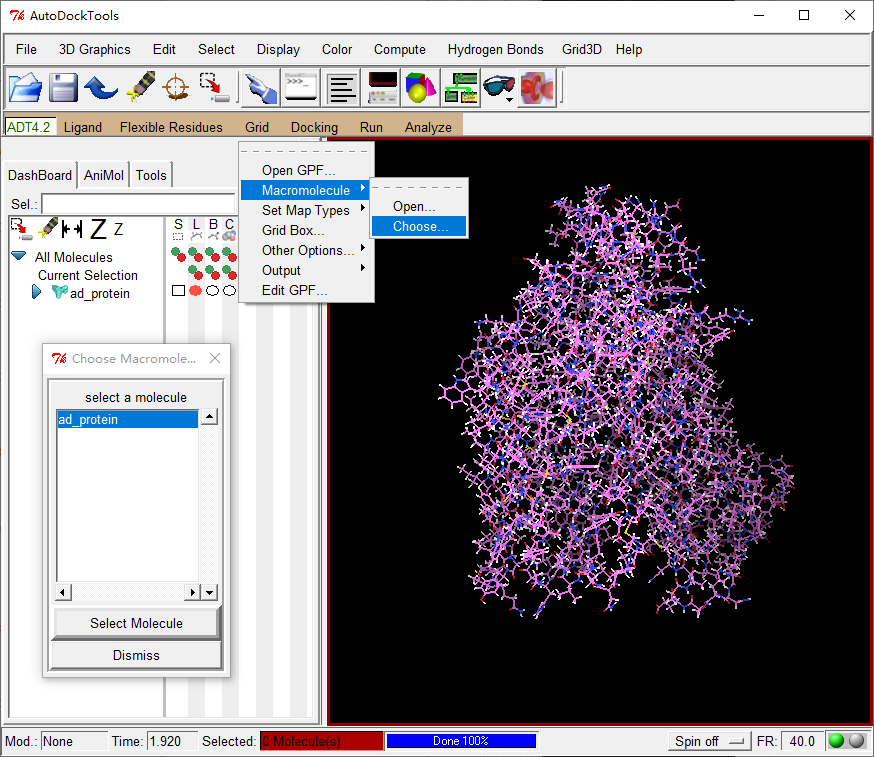 AutoDockTools
File 3D Graphics Edit Select Display Color Compute Hydrogen Bonds Grid3D Help
>>>
ADT4.2 Ligand Flexible Residues Grid Docking Run Analyze
Open GPF...
Macromolecule
Set Map Types
Grid Box...
Other Options...
Output
Edit GPF...
Open...
Choose...
DashBoard AniMol Tools
Sel.:
Z Z S L B C
All Molecules
Current Selection
ad_protein
Choose Macromole...
select a molecule
ad_protein
Select Molecule
Dismiss
Mod.: None Time: 1.920 Selected: 0 Molecule(s) Done 100% Spin off FR: 40.0